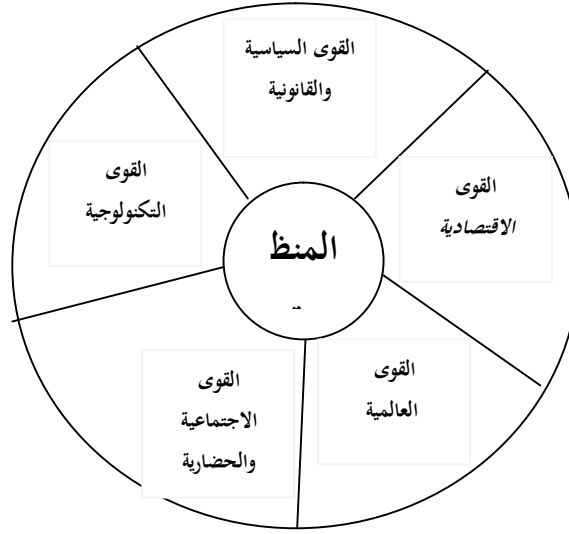 القوى السياسية
والقانونية
القوى
الاقتصادية
القوى
التكنولوجية
المنظ
القوى
العالمية
القوى
الاجتماعية
والحضارية